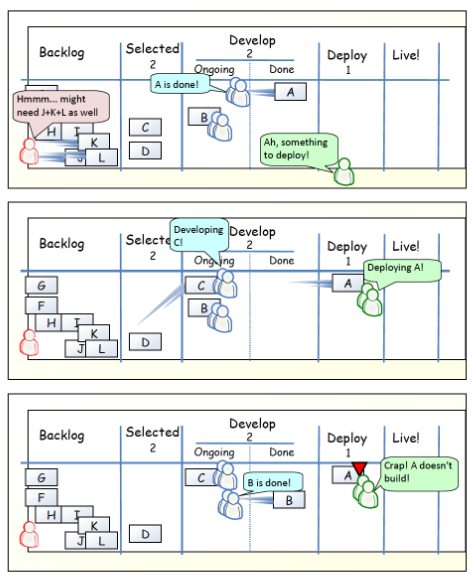 Backlog
Selected
2
Develop
2
Ongoing
Done
Deploy
1
Live!
A is done!
A
Hmmm... might
need J+K+L as well
B
H
I
K
J
L
C
D
Ah, something
to deploy!
Backlog
Selecte
2
Developing
C!
Develop
2
Ongoing
Done
Deploy
1
Live!
Deploying A!
G
F
H
I
K
J
L
D
C
B
A
Backlog
Selected
2
Develop
2
Ongoing
Done
Deploy
1
Live!
G
F
H
I
K
J
L
D
C
B is done!
B
A
Crap! A doesn't
build!